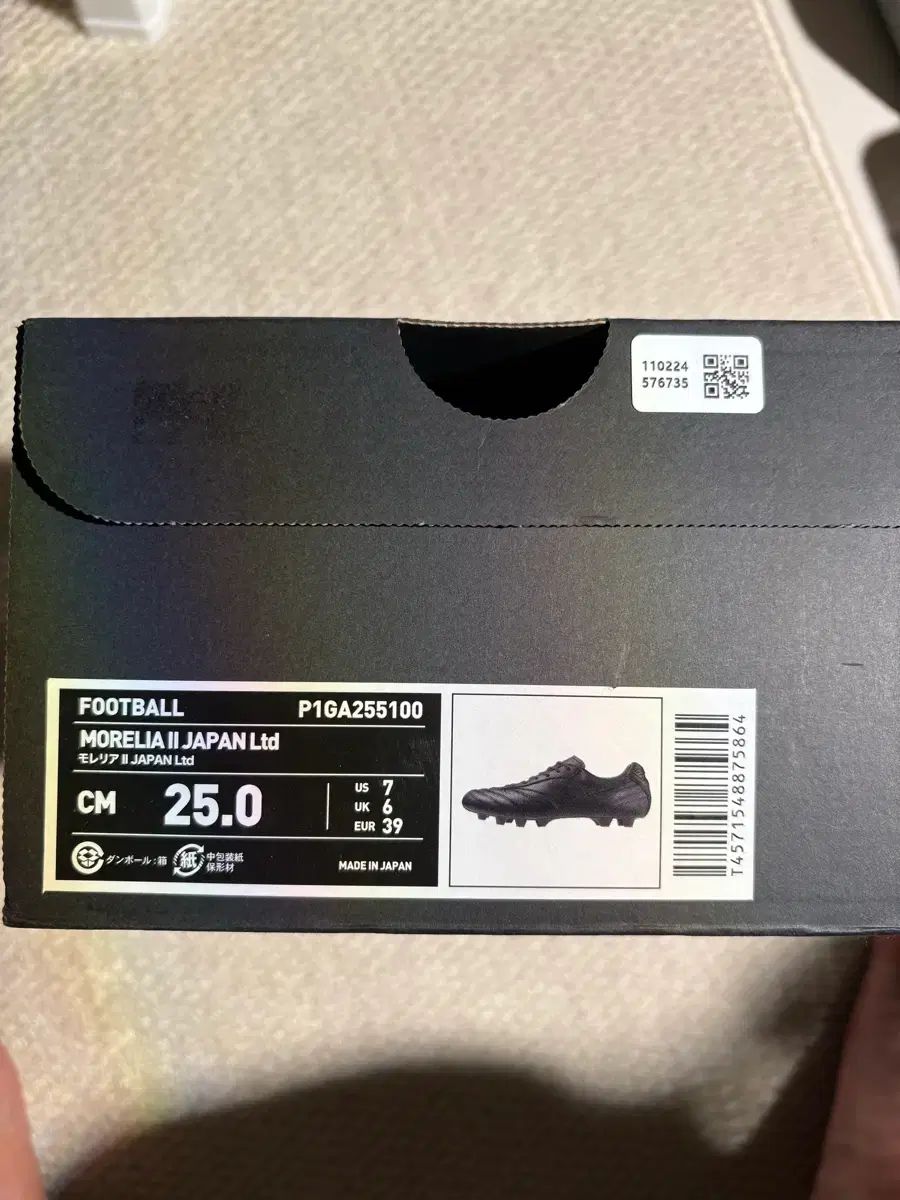 110224
576735
FOOTBALL P1GA255100
MORELIA II JAPAN Ltd
モレリア II JAPAN Ltd
CM 25.0
US 7
UK 6
EUR 39
ダンボール:箱
紙
中包装紙
保形材
MADE IN JAPAN
T4571548875864